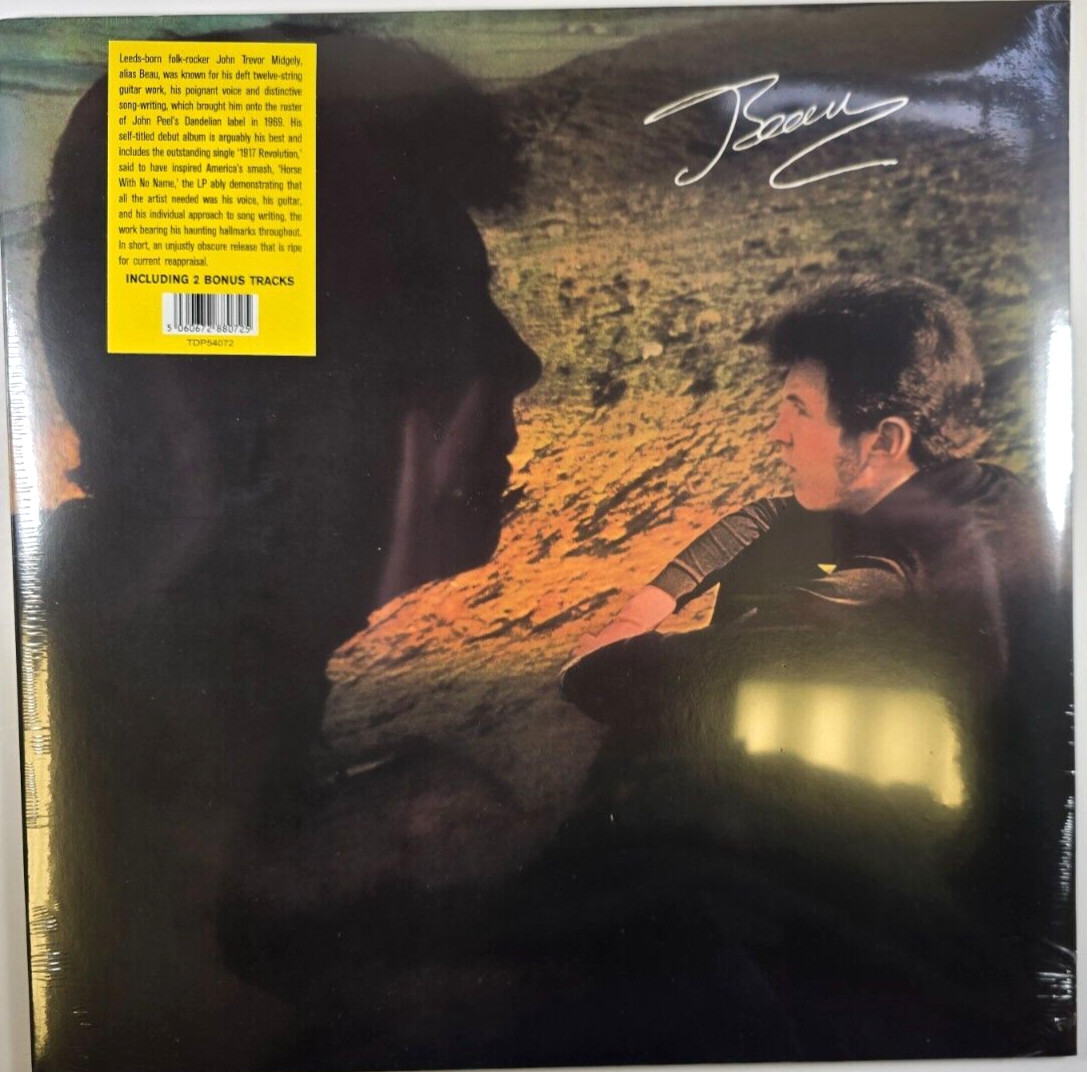 Leeds-born folk-rocker John Trevor Midgely,
alias Beau, was known for his deft twelve-string
guitar work, his poignant voice and distinctive
song-writing, which brought him onto the roster
of John Peel's Dandelion label in 1969. His
self-titled debut album is arguably his best and
includes the outstanding single '1917 Revolution,'
said to have inspired America's smash, 'Horse
With No Name,' the LP ably demonstrating that
all the artist needed was his voice, his guitar,
and his individual approach to song writing, the
work bearing his haunting hallmarks throughout.
In short, an unjustly obscure release that is ripe
for current reappraisal.
INCLUDING 2 BONUS TRACKS
5 060672 880725
TDP54072
Beau